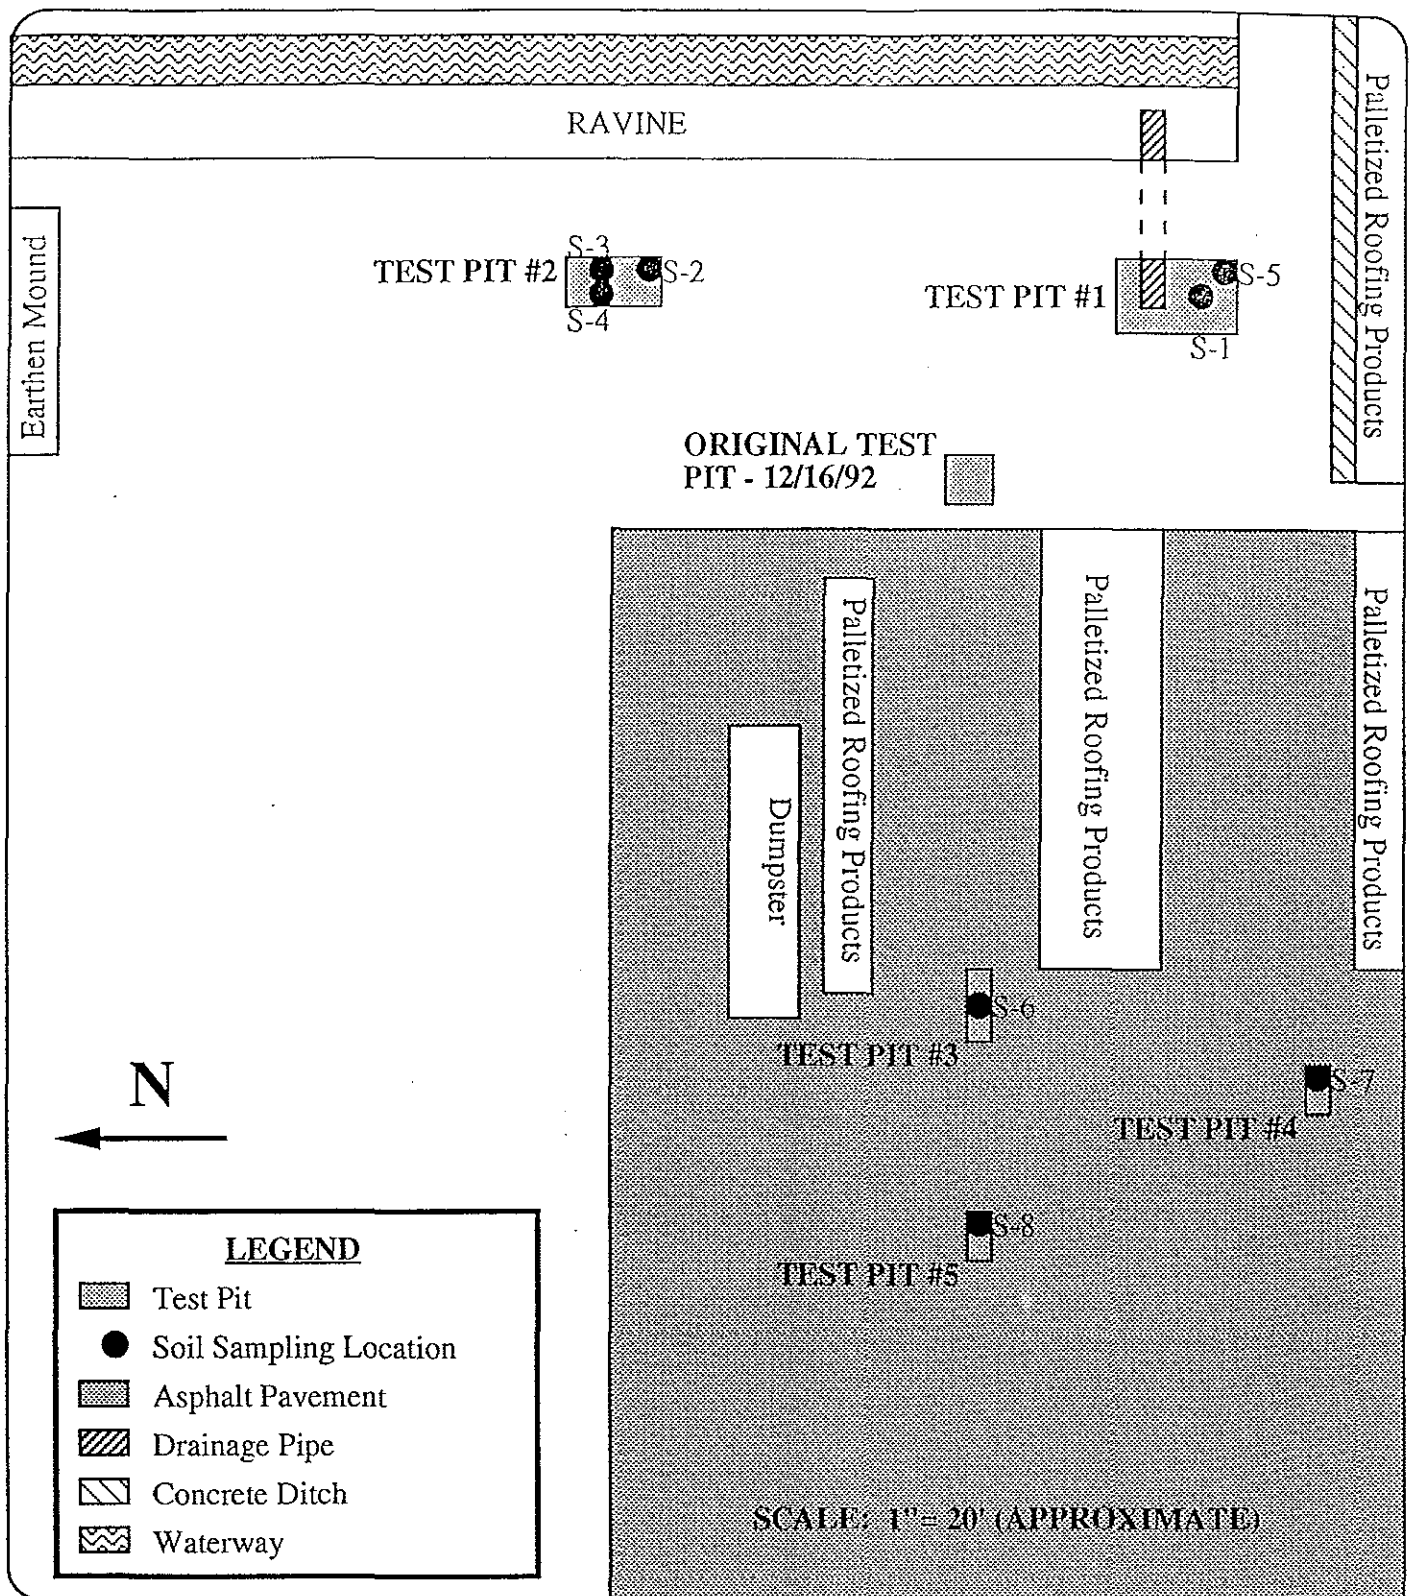 RAVINE
Palletized Roofing Products
Earthen Mound
S-3
TEST PIT #2
S-2
S-4
TEST PIT #1
S-5
S-1
ORIGINAL TEST
PIT - 12/16/92
Palletized Roofing Products
Palletized Roofing Products
Palletized Roofing Products
Dumpster
S-6
TEST PIT #3
S-7
TEST PIT #4
S-8
TEST PIT #5
N
LEGEND
Test Pit
Soil Sampling Location
Asphalt Pavement
Drainage Pipe
Concrete Ditch
Waterway
SCALE: 1"= 20' (APPROXIMATE)